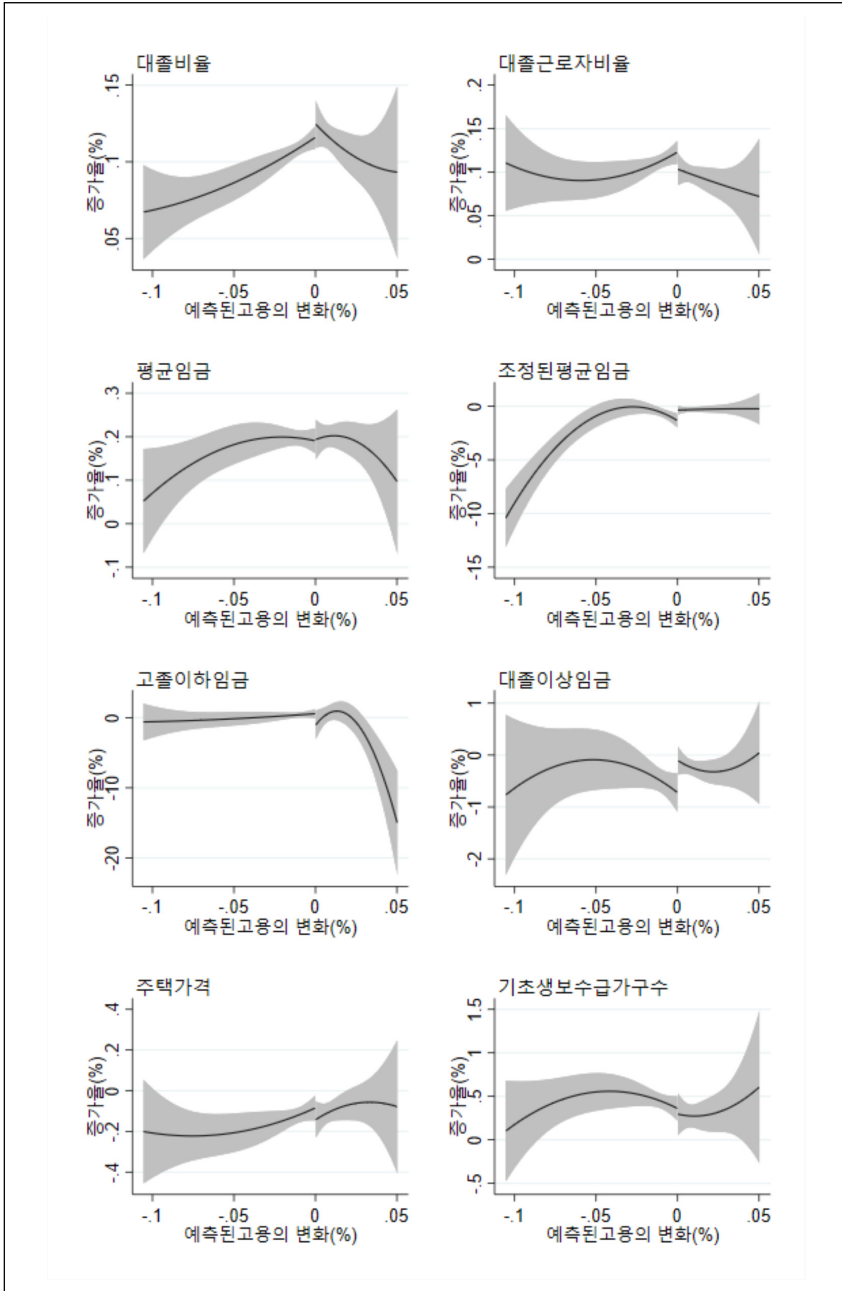 대졸비율
.15
.1
.05
증가율(%)
-.1 -.05 0 .05
예측된고용의 변화(%)
대졸근로자비율
.2
.15
.1
.05
0
증가율(%)
-.1 -.05 0 .05
예측된고용의 변화(%)
평균임금
.3
.2
.1
0
-.1
증가율(%)
-.1 -.05 0 .05
예측된고용의 변화(%)
조정된평균임금
0
-5
-10
-15
증가율(%)
-.1 -.05 0 .05
예측된고용의 변화(%)
고졸이하임금
0
-10
-20
증가율(%)
-.1 -.05 0 .05
예측된고용의 변화(%)
대졸이상임금
1
0
-1
-2
증가율(%)
-.1 -.05 0 .05
예측된고용의 변화(%)
주택가격
.4
.2
0
-.2
-.4
증가율(%)
-.1 -.05 0 .05
예측된고용의 변화(%)
기초생보수급가구수
1.5
1
.5
0
-.5
증가율(%)
-.1 -.05 0 .05
예측된고용의 변화(%)